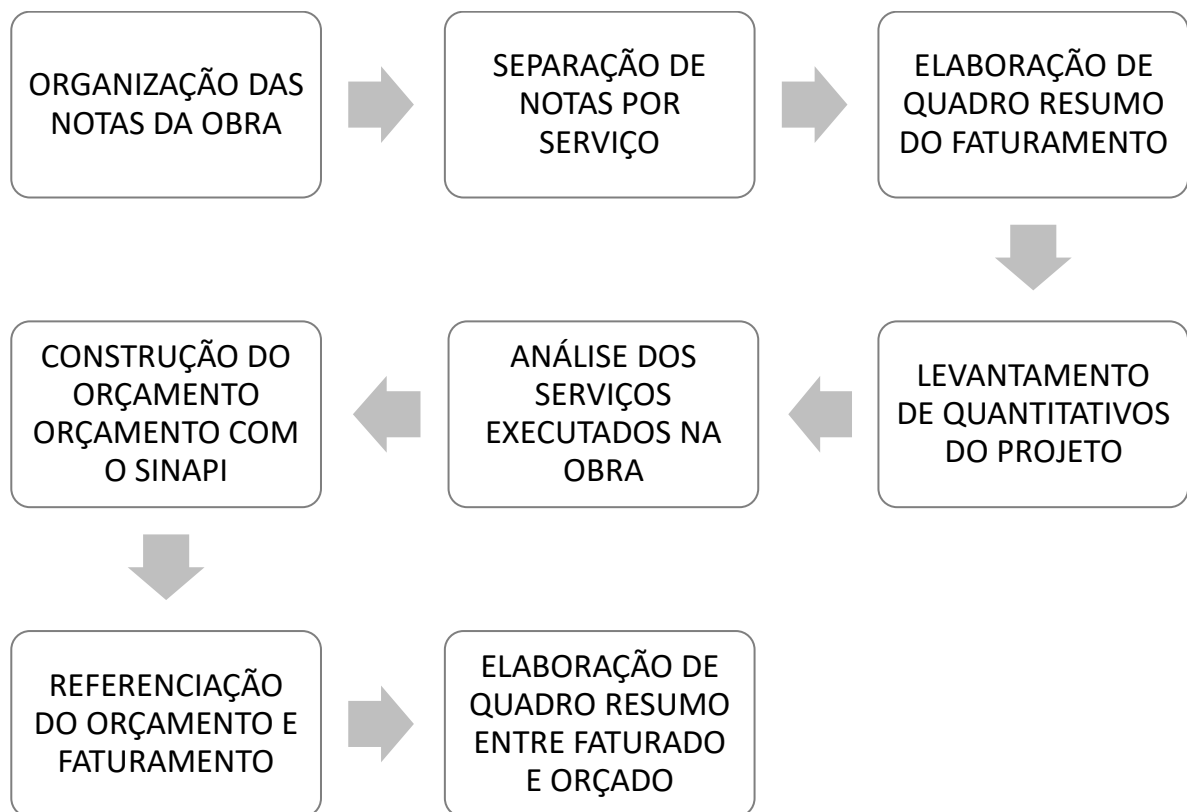 ORGANIZAÇÃO DAS
NOTAS DA OBRA
SEPARAÇÃO DE
NOTAS POR
SERVIÇO
ELABORAÇÃO DE
QUADRO RESUMO
DO FATURAMENTO
LEVANTAMENTO
DE QUANTITATIVOS
DO PROJETO
ANÁLISE DOS
SERVIÇOS
EXECUTADOS NA
OBRA
CONSTRUÇÃO DO
ORÇAMENTO
ORÇAMENTO COM
O SINAPI
REFERENCIAÇÃO
DO ORÇAMENTO E
FATURAMENTO
ELABORAÇÃO DE
QUADRO RESUMO
ENTRE FATURADO
E ORÇADO